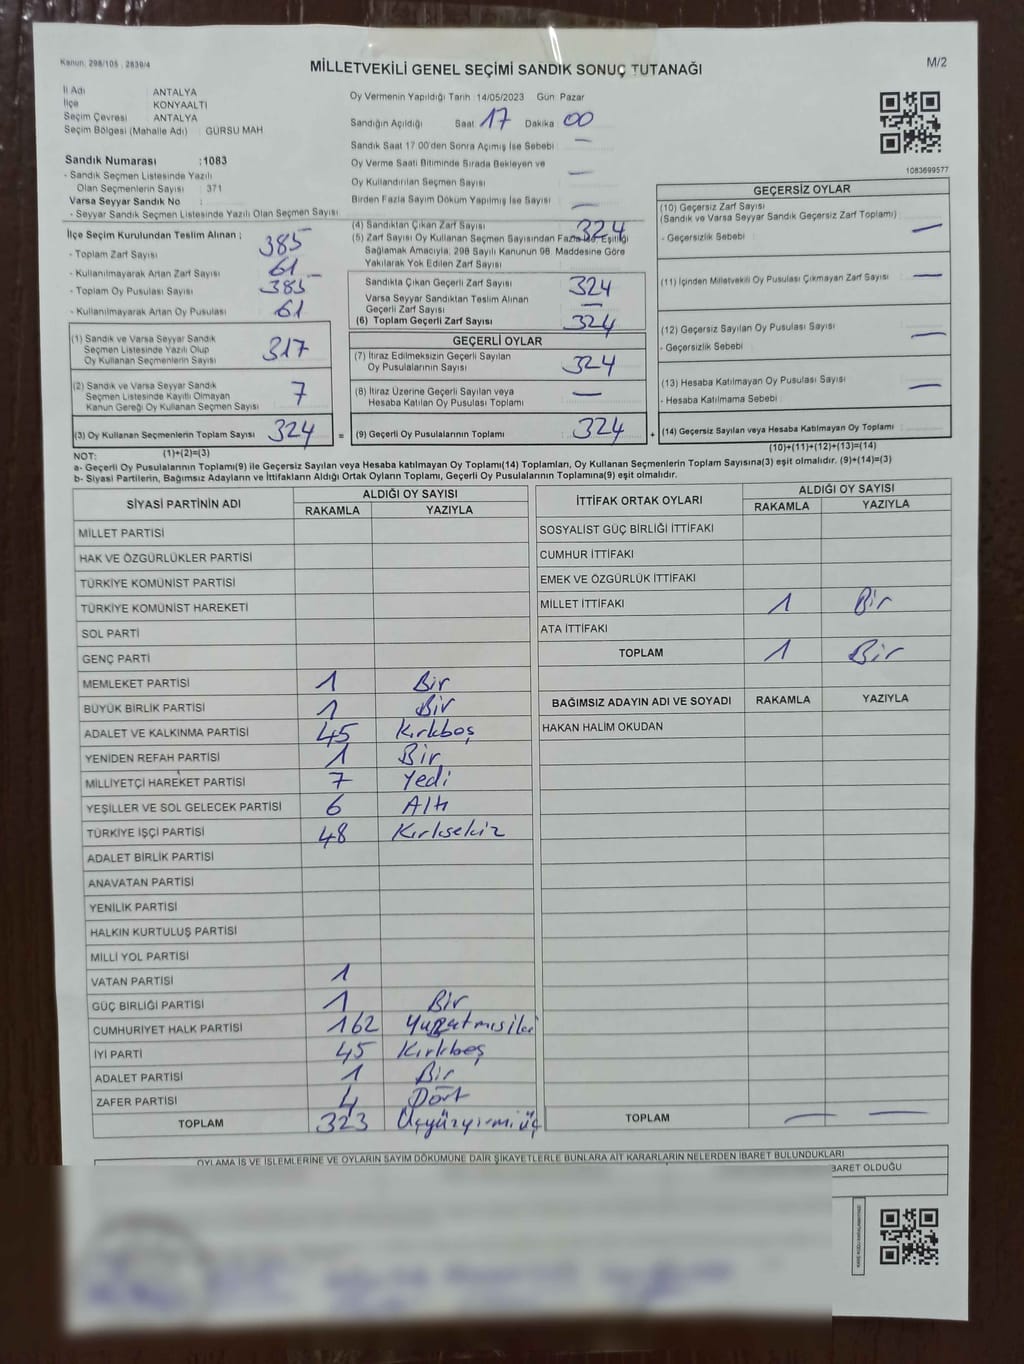 Kanun: 298/105 , 2839/4
MİLLETVEKİLİ GENEL SEÇİMİ SANDIK SONUÇ TUTANAĞI
M/2
İl Adı ANTALYA
İlçe KONYAALTI
Seçim Çevresi ANTALYA
Seçim Bölgesi (Mahalle Adı) GÜRSU MAH
Sandık Numarası :1083
- Sandık Seçmen Listesinde Yazılı
Olan Seçmenlerin Sayısı : 371
Varsa Seyyar Sandık No :
- Seyyar Sandık Seçmen Listesinde Yazılı Olan Seçmen Sayısı
Oy Vermenin Yapıldığı Tarih 14/05/2023 Gün: Pazar
Sandığın Açıldığı Saat 17 Dakika 00
Sandık Saat 17 00'den Sonra Açılmış İse Sebebi —
Oy Verme Saati Bitiminde Sırada Bekleyen ve
Oy Kullandırılan Seçmen Sayısı —
Birden Fazla Sayım Döküm Yapılmış İse Sayısı —
1083699577
İlçe Seçim Kurulundan Teslim Alınan :
- Toplam Zarf Sayısı 385
- Kullanılmayarak Artan Zarf Sayısı 61
- Toplam Oy Pusulası Sayısı 385
- Kullanılmayarak Artan Oy Pusulası 61
(1) Sandık ve Varsa Seyyar Sandık
Seçmen Listesinde Yazılı Olup
Oy Kullanan Seçmenlerin Sayısı 317
(2) Sandık ve Varsa Seyyar Sandık
Seçmen Listesinde Kayıtlı Olmayan
Kanun Gereği Oy Kullanan Seçmen Sayısı 7
(3) Oy Kullanan Seçmenlerin Toplam Sayısı 324
(4) Sandıktan Çıkan Zarf Sayısı 324
(5) Zarf Sayısı Oy Kullanan Seçmen Sayısından Fazla İse, Eşitliği
Sağlamak Amacıyla, 298 Sayılı Kanunun 98. Maddesine Göre
Yakılarak Yok Edilen Zarf Sayısı
Sandıkta Çıkan Geçerli Zarf Sayısı 324
Varsa Seyyar Sandıktan Teslim Alınan
Geçerli Zarf Sayısı —
(6) Toplam Geçerli Zarf Sayısı 324
GEÇERLİ OYLAR
(7) İtiraz Edilmeksizin Geçerli Sayılan
Oy Pusulalarının Sayısı 324
(8) İtiraz Üzerine Geçerli Sayılan veya
Hesaba Katılan Oy Pusulası Toplamı —
= (9) Geçerli Oy Pusulalarının Toplamı 324
GEÇERSİZ OYLAR
(10) Geçersiz Zarf Sayısı
(Sandık ve Varsa Seyyar Sandık Geçersiz Zarf Toplamı) —
- Geçersizlik Sebebi :
(11) İçinden Milletvekili Oy Pusulası Çıkmayan Zarf Sayısı —
(12) Geçersiz Sayılan Oy Pusulası Sayısı —
- Geçersizlik Sebebi
(13) Hesaba Katılmayan Oy Pusulası Sayısı —
- Hesaba Katılmama Sebebi
+ (14) Geçersiz Sayılan veya Hesaba Katılmayan Oy Toplamı
NOT: (1)+(2)=(3)
(10)+(11)+(12)+(13)=(14)
a- Geçerli Oy Pusulalarının Toplamı(9) ile Geçersiz Sayılan veya Hesaba katılmayan Oy Toplamı(14) Toplamları, Oy Kullanan Seçmenlerin Toplam Sayısına(3) eşit olmalıdır. (9)+(14)=(3)
b- Siyasi Partilerin, Bağımsız Adayların ve İttifakların Aldığı Ortak Oyların Toplamı, Geçerli Oy Pusulalarının Toplamına(9) eşit olmalıdır.
SİYASİ PARTİNİN ADI ALDIĞI OY SAYISI
RAKAMLA YAZIYLA
MİLLET PARTİSİ
HAK VE ÖZGÜRLÜKLER PARTİSİ
TÜRKİYE KOMÜNİST PARTİSİ
TÜRKİYE KOMÜNİST HAREKETİ
SOL PARTİ
GENÇ PARTİ
MEMLEKET PARTİSİ 1 Bir
BÜYÜK BİRLİK PARTİSİ 1 Bir
ADALET VE KALKINMA PARTİSİ 45 Kırkbeş
YENİDEN REFAH PARTİSİ 1 Bir
MİLLİYETÇİ HAREKET PARTİSİ 7 Yedi
YEŞİLLER VE SOL GELECEK PARTİSİ 6 Altı
TÜRKİYE İŞÇİ PARTİSİ 48 Kırksekiz
ADALET BİRLİK PARTİSİ
ANAVATAN PARTİSİ
YENİLİK PARTİSİ
HALKIN KURTULUŞ PARTİSİ
MİLLİ YOL PARTİSİ
VATAN PARTİSİ 1
GÜÇ BİRLİĞİ PARTİSİ 1 Bir
CUMHURİYET HALK PARTİSİ 162
İYİ PARTİ 45 Kırkbeş
ADALET PARTİSİ 1 Bir
ZAFER PARTİSİ 4 Dört
TOPLAM 323 Üçyüzyirmiüç
İTTİFAK ORTAK OYLARI ALDIĞI OY SAYISI
RAKAMLA YAZIYLA
SOSYALİST GÜÇ BİRLİĞİ İTTİFAKI
CUMHUR İTTİFAKI
EMEK VE ÖZGÜRLÜK İTTİFAKI
MİLLET İTTİFAKI 1 Bir
ATA İTTİFAKI
TOPLAM 1 Bir
BAĞIMSIZ ADAYIN ADI VE SOYADI RAKAMLA YAZIYLA
HAKAN HALİM OKUDAN
TOPLAM — —
OYLAMA İŞ VE İŞLEMLERİNE VE OYLARIN SAYIM DÖKÜMÜNE DAİR ŞİKAYETLERLE BUNLARA AİT KARARLARIN NELERDEN İBARET BULUNDUKLARI
BARET OLDUĞU